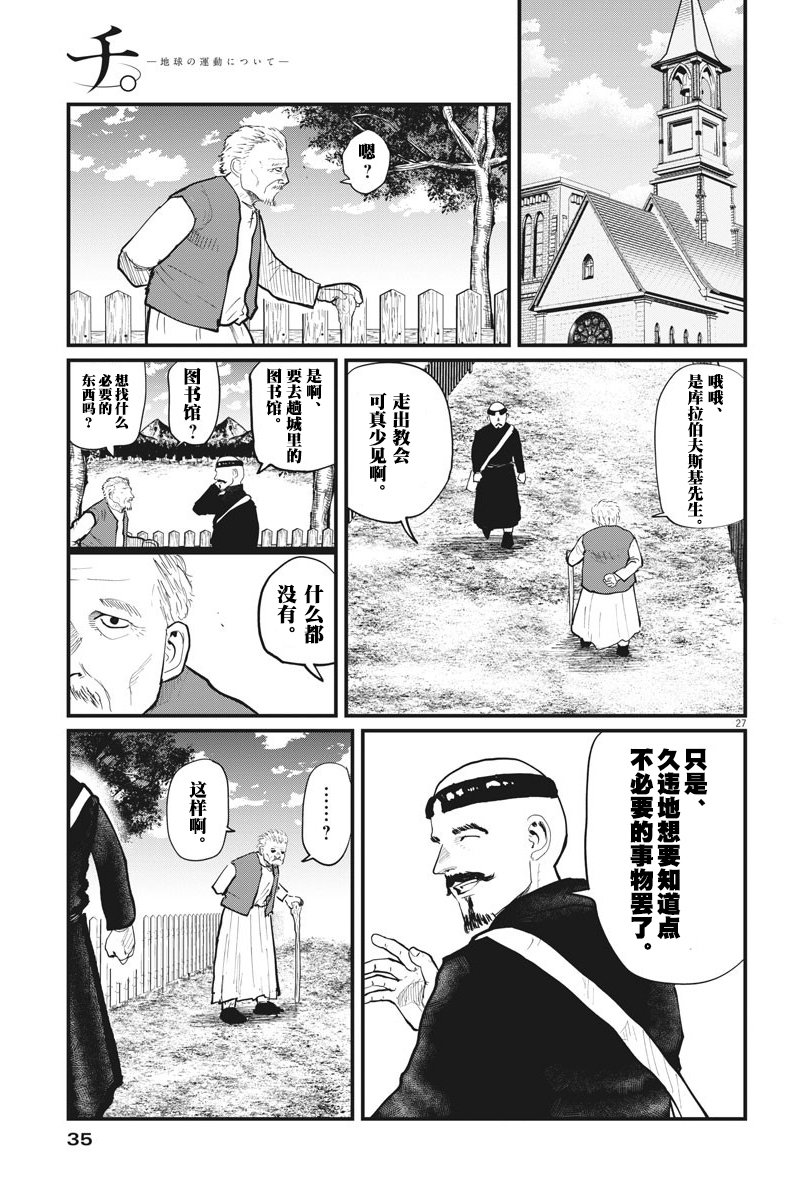 チ。
—地球の運動について—
嗯？
哦哦、
是库拉伯夫斯基先生。
走出教会
可真少见啊。
是啊、
要去趟城里的
图书馆。
图书馆？
想找什么
必要的
东西吗？
什么都
没有。
27
只是、
久违地想要知道点
不必要的事物罢了。
……？
这样啊。
35